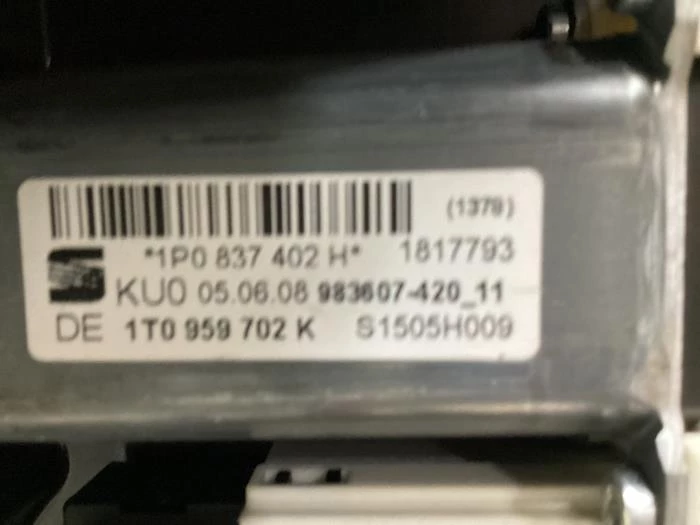 (1379)
*1P0 837 402 H* 1817793
KU0 05.06.08 983607-420_11
DE 1T0 959 702 K S1505H009